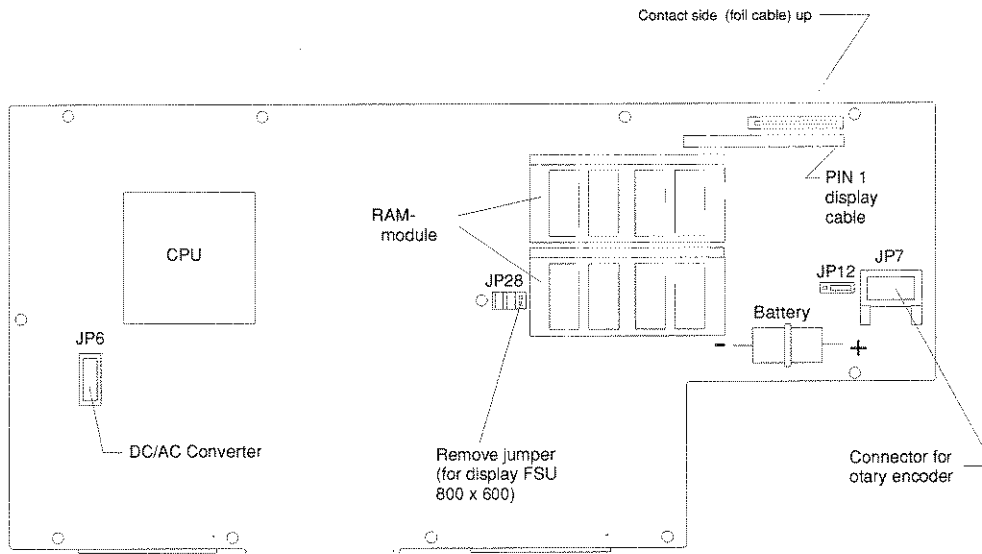 Contact side (foil cable) up
PIN 1
display
cable
RAM-
module
CPU
JP28
JP12
JP7
Battery
- +
JP6
DC/AC Converter
Remove jumper
(for display FSU
800 x 600)
Connector for
otary encoder